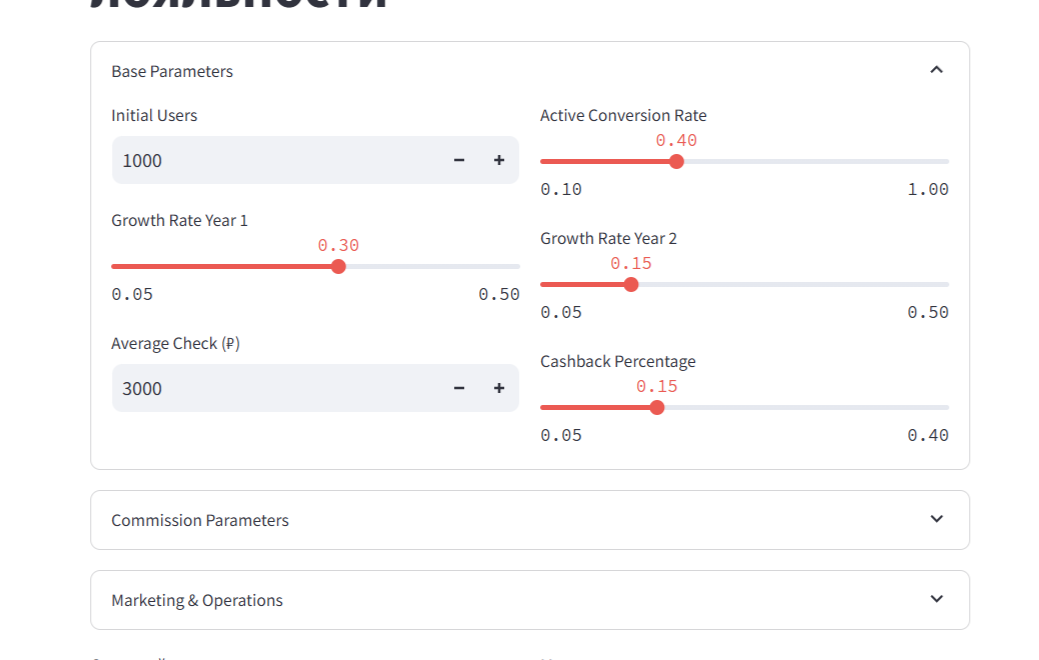 лояльности
Base Parameters
Initial Users
1000
Growth Rate Year 1
0.30
0.05 0.50
Average Check (₽)
3000
Active Conversion Rate
0.40
0.10 1.00
Growth Rate Year 2
0.15
0.05 0.50
Cashback Percentage
0.15
0.05 0.40
Commission Parameters
Marketing & Operations